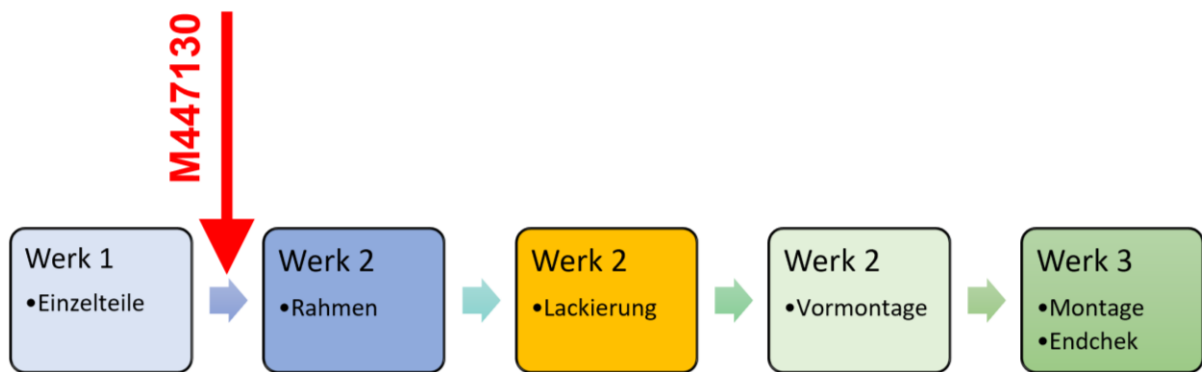 M447130
Werk 1
•Einzelteile
Werk 2
•Rahmen
Werk 2
•Lackierung
Werk 2
•Vormontage
Werk 3
•Montage
•Endchek